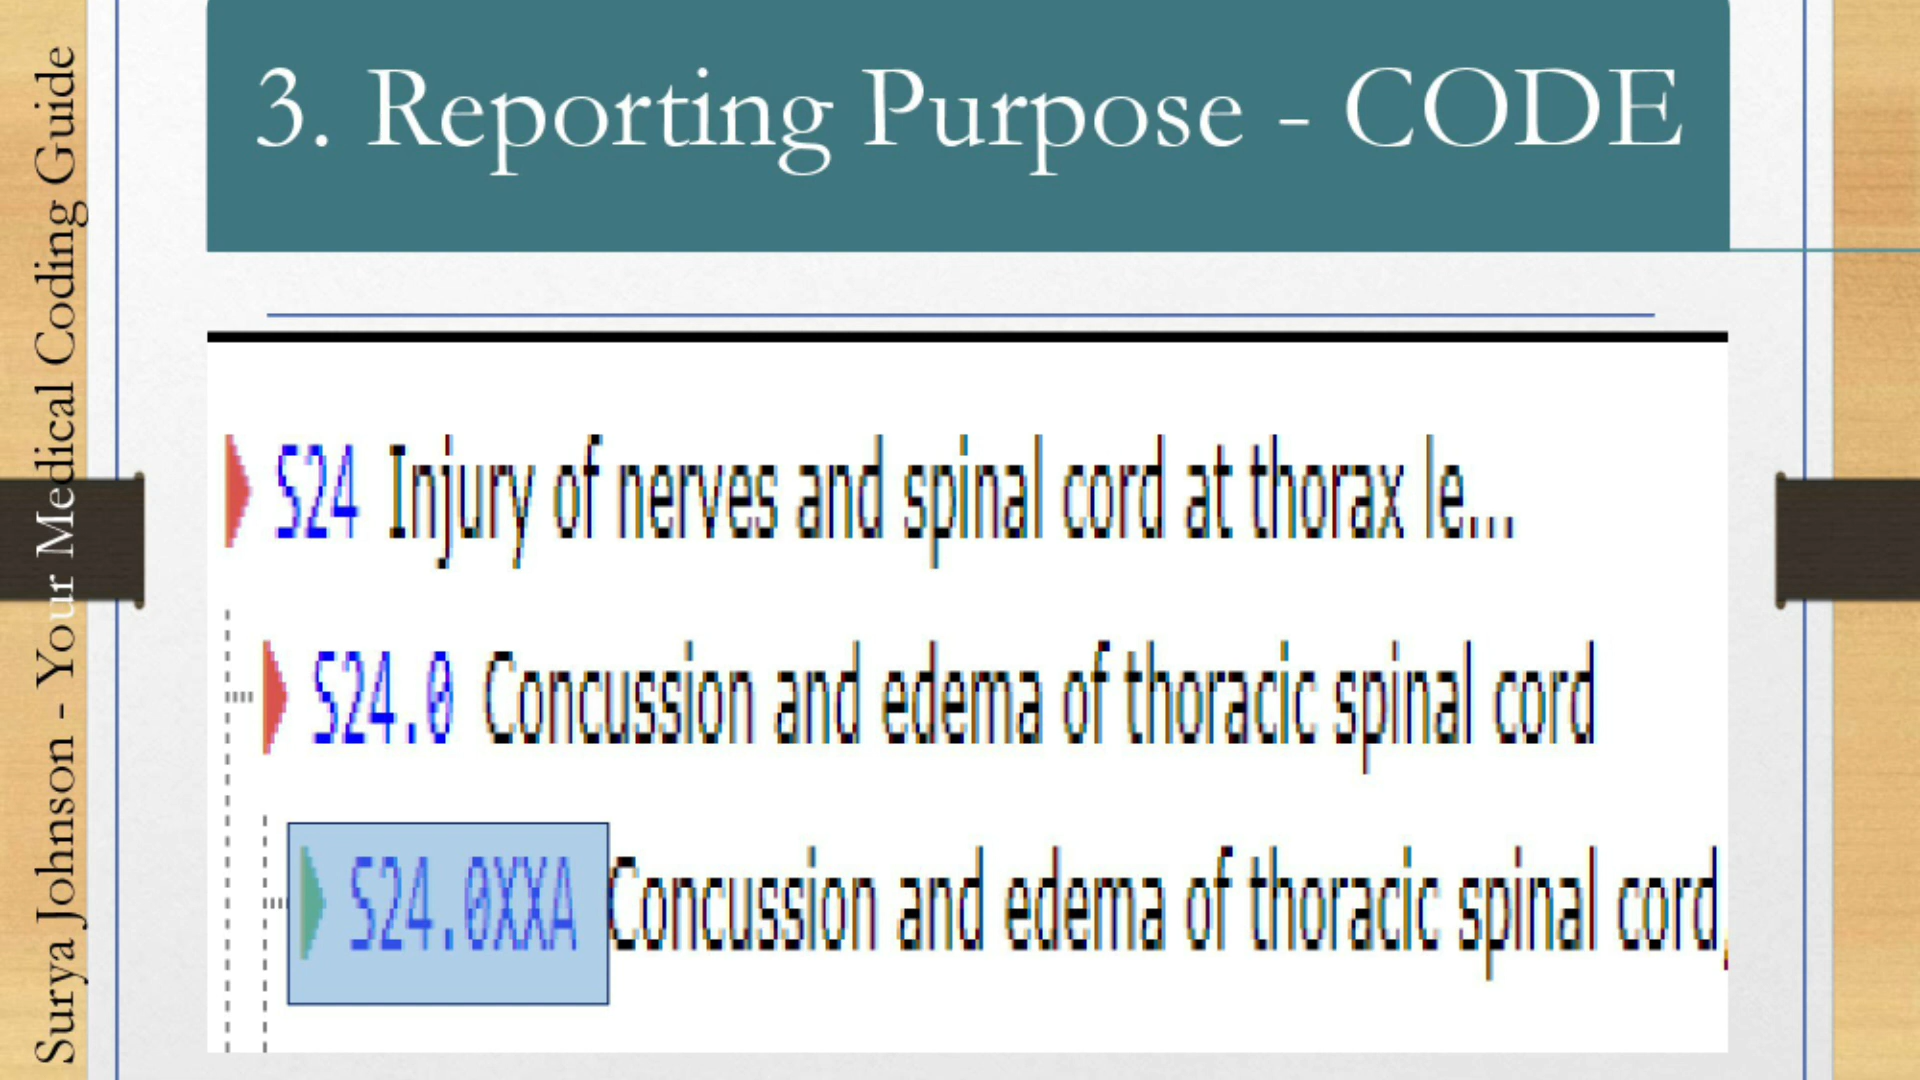 3. Reporting Purpose - CODE
S24 Injury of nerves and spinal cord at thorax le...
S24.0 Concussion and edema of thoracic spinal cord
S24.0XXA Concussion and edema of thoracic spinal cord,
Surya Johnson - Your Medical Coding Guide